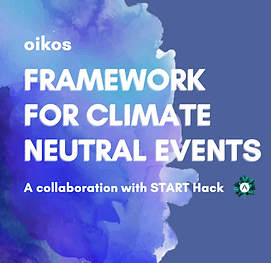 oikos
FRAMEWORK
FOR CLIMATE
NEUTRAL EVENTS
A collaboration with START Hack